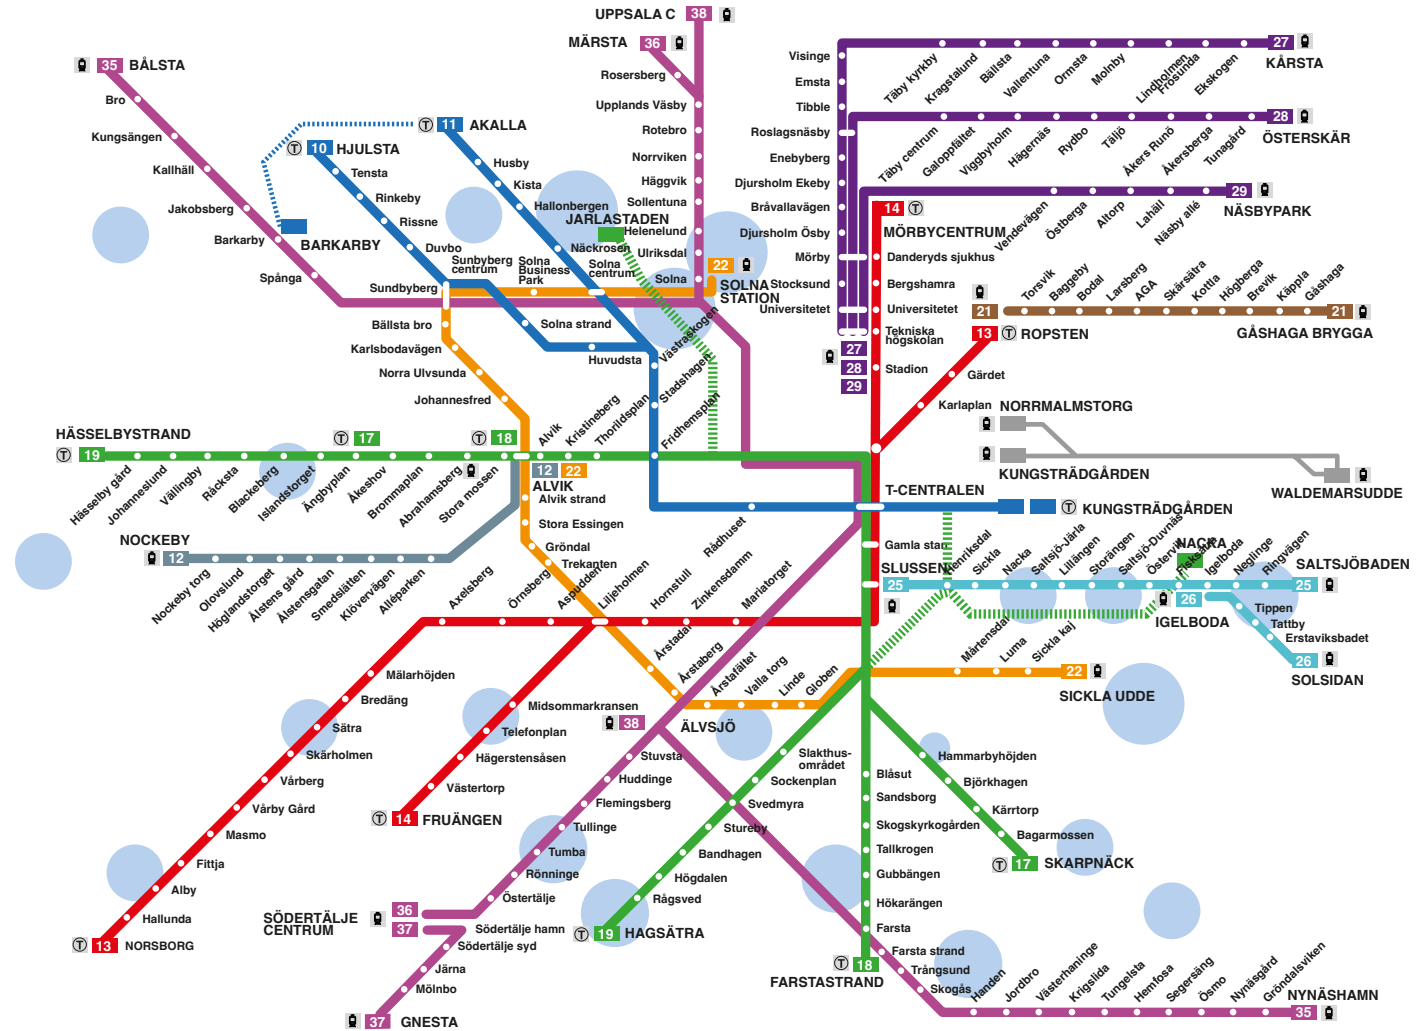 UPPSALA C 38
MÄRSTA 36
35 BÅLSTA
Rosersberg
Upplands Väsby
Rotebro
Norrviken
Häggvik
Sollentuna
Helenelund
Ulriksdal
Solna
Bro
Kungsängen
Kallhäll
Jakobsberg
Barkarby
Spånga
Sundbyberg
11 AKALLA
10 HJULSTA
Husby
Kista
Hallonbergen
JARLASTADEN
Näckrosen
Tensta
Rinkeby
Rissne
Duvbo
BARKARBY
Sunbyberg
centrum
Solna
Business
Park
Solna
centrum
22
SOLNA
STATION
Solna strand
Huvudsta
Västraskogen
Stadshagen
Fridhemsplan
Bällsta bro
Karlsbodavägen
Norra Ulvsunda
Johannesfred
Visinge
Emsta
Tibble
Roslagsnäsby
Enebyberg
Djursholm Ekeby
Bråvallavägen
Djursholm Ösby
Mörby
Stocksund
Universitetet
Täby kyrkby
Kragstalund
Bällsta
Vallentuna
Ormsta
Molnby
Lindholmen
Frösunda
Ekskogen
27
KÅRSTA
Täby centrum
Galoppfältet
Viggbyholm
Hägernäs
Rydbo
Täljö
Åkers Runö
Åkersberga
Tunagård
28
ÖSTERSKÄR
Vendevägen
Östberga
Altorp
Lahäll
Näsby allé
29
NÄSBYPARK
14
MÖRBYCENTRUM
Danderyds sjukhus
Bergshamra
Universitetet
Tekniska
högskolan
Stadion
27
28
29
21
Torsvik
Baggeby
Bodal
Larsberg
AGA
Skärsätra
Kottla
Högberga
Brevik
Käppla
Gåshaga
21
GÅSHAGA BRYGGA
13 ROPSTEN
Gärdet
Karlaplan
NORRMALMSTORG
KUNGSTRÄDGÅRDEN
WALDEMARSUDDE
HÄSSELBYSTRAND
19
17
18
Hässelby gård
Johanneslund
Vällingby
Råcksta
Blackeberg
Islandstorget
Ängbyplan
Åkeshov
Brommaplan
Abrahamsberg
Stora mossen
Alvik
Kristineberg
Thorildsplan
12 22
ALVIK
Alvik strand
Stora Essingen
Gröndal
Trekanten
NOCKEBY
12
Nockeby torg
Olovslund
Höglandstorget
Ålstens gård
Ålstensgatan
Smedslätten
Klövervägen
Alléparken
T-CENTRALEN
KUNGSTRÄDGÅRDEN
Rådhuset
Gamla stan
SLUSSEN
25
Henriksdal
Sickla
Nacka
Saltsjö-Järla
Lillängen
Storängen
Saltsjö-Duvnäs
Östervik
Fisksätra
NACKA
Igelboda
Neglinge
Ringvägen
SALTSJÖBADEN
25
26
IGELBODA
Tippen
Tattby
Erstaviksbadet
26
SOLSIDAN
Axelsberg
Örnsberg
Aspudden
Liljeholmen
Hornstull
Zinkensdamm
Mariatorget
Årstadal
Årstaberg
Årstafältet
Valla torg
Linde
Globen
Mårtensdal
Luma
Sickla kaj
22
SICKLA UDDE
Mälarhöjden
Bredäng
Sätra
Skärholmen
Vårberg
Vårby Gård
Masmo
Fittja
Alby
Hallunda
13 NORSBORG
Midsommarkransen
Telefonplan
Hägerstensåsen
Västertorp
14 FRUÄNGEN
38
ÄLVSJÖ
Stuvsta
Huddinge
Flemingsberg
Tullinge
Tumba
Rönninge
Östertälje
36
SÖDERTÄLJE
CENTRUM
37
Södertälje hamn
Södertälje syd
Järna
Mölnbo
37 GNESTA
Slakthus-
området
Sockenplan
Svedmyra
Stureby
Bandhagen
Högdalen
Rågsved
19 HAGSÄTRA
Blåsut
Sandsborg
Skogskyrkogården
Tallkrogen
Gubbängen
Hökarängen
Farsta
18
FARSTASTRAND
Hammarbyhöjden
Björkhagen
Kärrtorp
Bagarmossen
17 SKARPNÄCK
Farsta strand
Trångsund
Skogås
Handen
Jordbro
Västerhaninge
Krigslida
Tungelsta
Hemfosa
Segersäng
Ösmo
Nynäsgård
Gröndalsviken
NYNÄSHAMN
35